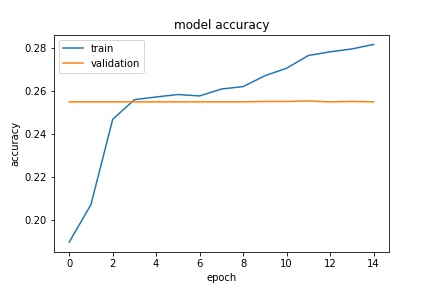 model accuracy
train
validation
accuracy
0.28
0.26
0.24
0.22
0.20
0 2 4 6 8 10 12 14
epoch